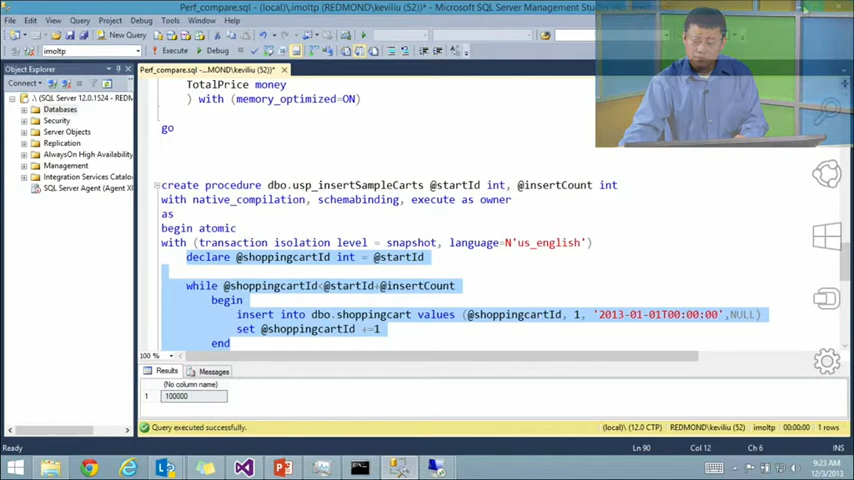 Perf_compare.sql - (local).imoltp (REDMOND\keviliu (52))* - Microsoft SQL Server Management Stu
Edit View Query Project Debug Tools Window Help
New Query
imoltp Execute Debug
Object Explorer
Perf_compare.sql-...MOND\keviliu (52))*
Connect
. (SQL Server 12.0.1524 - REDM
Databases
Security
Server Objects
Replication
AlwaysOn High Availability
Management
Integration Services Catalog
SQL Server Agent (Agent X
TotalPrice money
) with (memory_optimized=ON)
go
create procedure dbo.usp_insertSampleCarts @startId int, @insertCount int
with native_compilation, schemabinding, execute as owner
as
begin atomic
with (transaction isolation level = snapshot, language=N'us_english')
declare @shoppingcartId int = @startId
while @shoppingcartId<@startId+@insertCount
begin
insert into dbo.shoppingcart values (@shoppingcartId, 1, '2013-01-01T00:00:00',NULL)
set @shoppingcartId +=1
end
100 %
Results Messages
(No column name)
1 100000
Query executed successfully.
(local) (12.0 CTP) REDMOND\keviliu (52) imoltp 00:00:00 1 rows
Ready
Ln 90 Col 12 Ch 6 INS
9:23 AM
12/3/2013